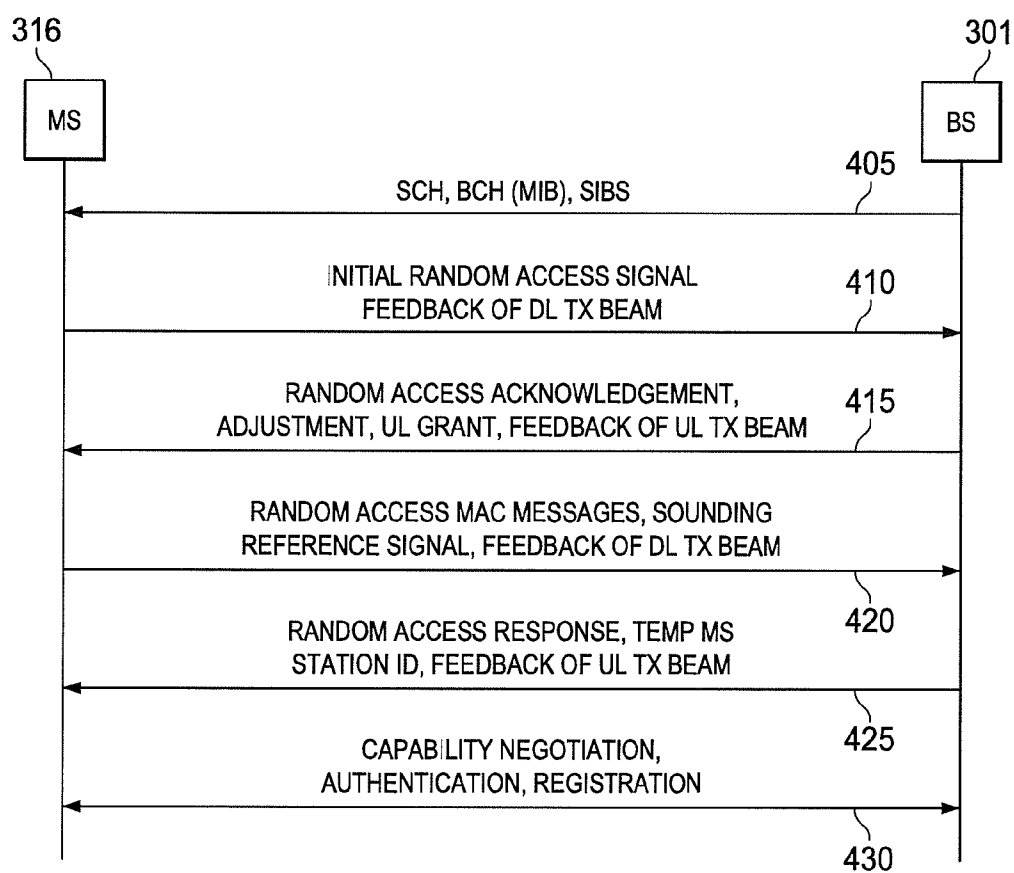 316
301
MS
BS
405
SCH, BCH (MIB), SIBS
INITIAL RANDOM ACCESS SIGNAL
FEEDBACK OF DL TX BEAM
410
RANDOM ACCESS ACKNOWLEDGEMENT,
ADJUSTMENT, UL GRANT, FEEDBACK OF UL TX BEAM
415
RANDOM ACCESS MAC MESSAGES, SOUNDING
REFERENCE SIGNAL, FEEDBACK OF DL TX BEAM
420
RANDOM ACCESS RESPONSE, TEMP MS
STATION ID, FEEDBACK OF UL TX BEAM
425
CAPABILITY NEGOTIATION,
AUTHENTICATION, REGISTRATION
430